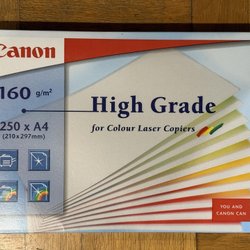 Canon
160 g/m²
High Grade
for Colour Laser Copiers
250 x A4
(210x297mm)
YOU AND
CANON CAN